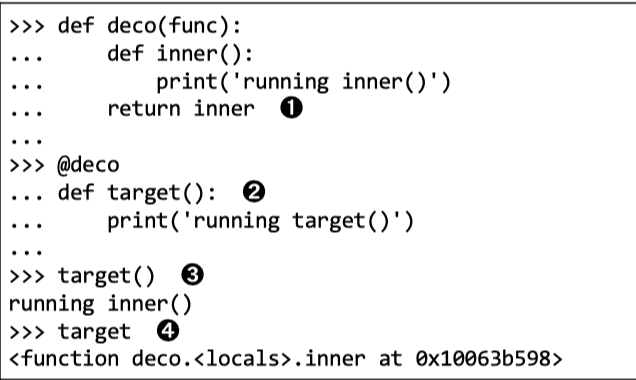 >>> def deco(func):
...     def inner():
...         print('running inner()')
...     return inner  ❶
...
>>> @deco
... def target():  ❷
...     print('running target()')
...
>>> target()  ❸
running inner()
>>> target  ❹
<function deco.<locals>.inner at 0x10063b598>